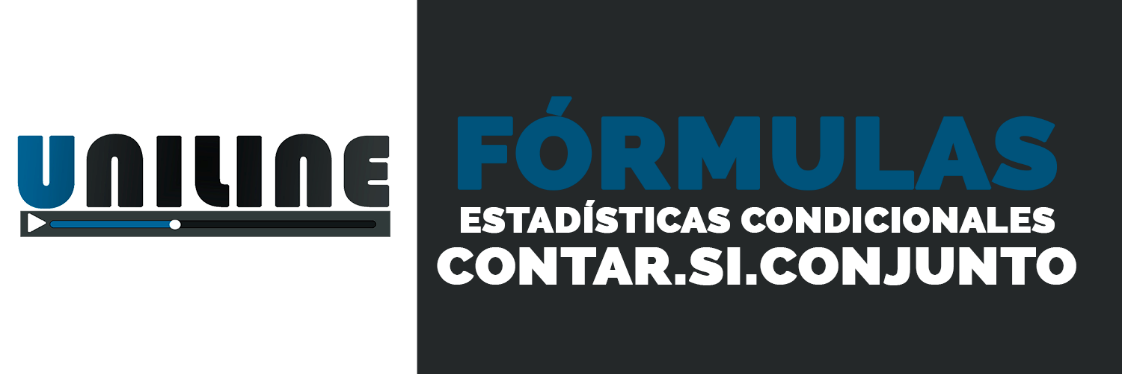 UNILINE
FÓRMULAS
ESTADÍSTICAS CONDICIONALES
CONTAR.SI.CONJUNTO